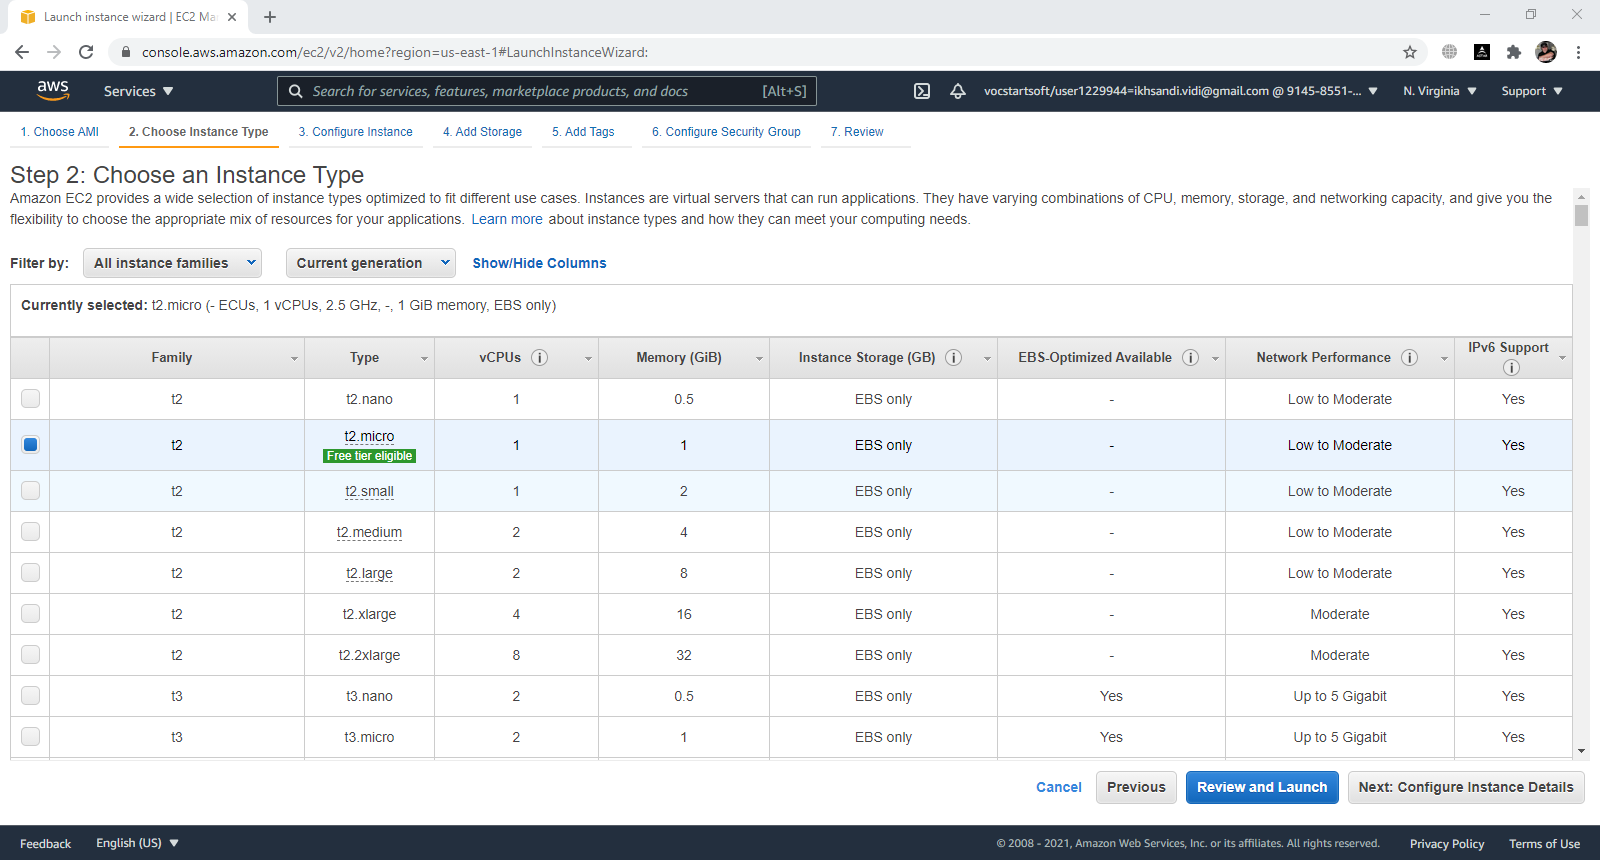 Launch instance wizard | EC2 Ma
console.aws.amazon.com/ec2/v2/home?region=us-east-1#LaunchInstanceWizard:
aws Services Search for services, features, marketplace products, and docs [Alt+S] vocstartsoft/user1229944=ikhsandi.vidi@gmail.com @ 9145-8551-... N. Virginia Support
1. Choose AMI 2. Choose Instance Type 3. Configure Instance 4. Add Storage 5. Add Tags 6. Configure Security Group 7. Review
Step 2: Choose an Instance Type
Amazon EC2 provides a wide selection of instance types optimized to fit different use cases. Instances are virtual servers that can run applications. They have varying combinations of CPU, memory, storage, and networking capacity, and give you the
flexibility to choose the appropriate mix of resources for your applications. Learn more about instance types and how they can meet your computing needs.
Filter by: All instance families Current generation Show/Hide Columns
Currently selected: t2.micro (- ECUs, 1 vCPUs, 2.5 GHz, -, 1 GiB memory, EBS only)
Family Type vCPUs i Memory (GiB) Instance Storage (GB) i EBS-Optimized Available i Network Performance i IPv6 Support i
t2 t2.nano 1 0.5 EBS only - Low to Moderate Yes
t2 t2.micro Free tier eligible 1 1 EBS only - Low to Moderate Yes
t2 t2.small 1 2 EBS only - Low to Moderate Yes
t2 t2.medium 2 4 EBS only - Low to Moderate Yes
t2 t2.large 2 8 EBS only - Low to Moderate Yes
t2 t2.xlarge 4 16 EBS only - Moderate Yes
t2 t2.2xlarge 8 32 EBS only - Moderate Yes
t3 t3.nano 2 0.5 EBS only Yes Up to 5 Gigabit Yes
t3 t3.micro 2 1 EBS only Yes Up to 5 Gigabit Yes
Cancel Previous Review and Launch Next: Configure Instance Details
Feedback English (US) © 2008 - 2021, Amazon Web Services, Inc. or its affiliates. All rights reserved. Privacy Policy Terms of Use